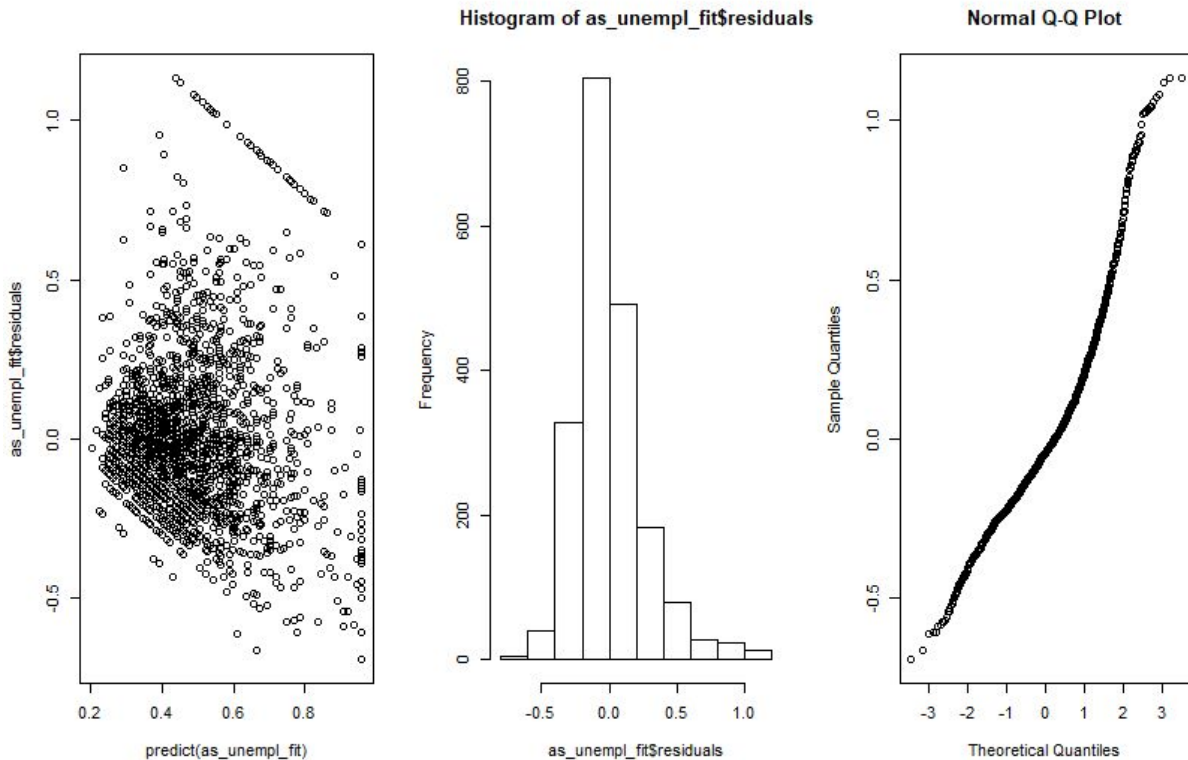 Histogram of as_unempl_fit$residuals
Normal Q-Q Plot
as_unempl_fit$residuals
1.0
0.5
0.0
-0.5
0.2 0.4 0.6 0.8
predict(as_unempl_fit)
Frequency
800
600
400
200
0
-0.5 0.0 0.5 1.0
as_unempl_fit$residuals
Sample Quantiles
1.0
0.5
0.0
-0.5
-3 -2 -1 0 1 2 3
Theoretical Quantiles